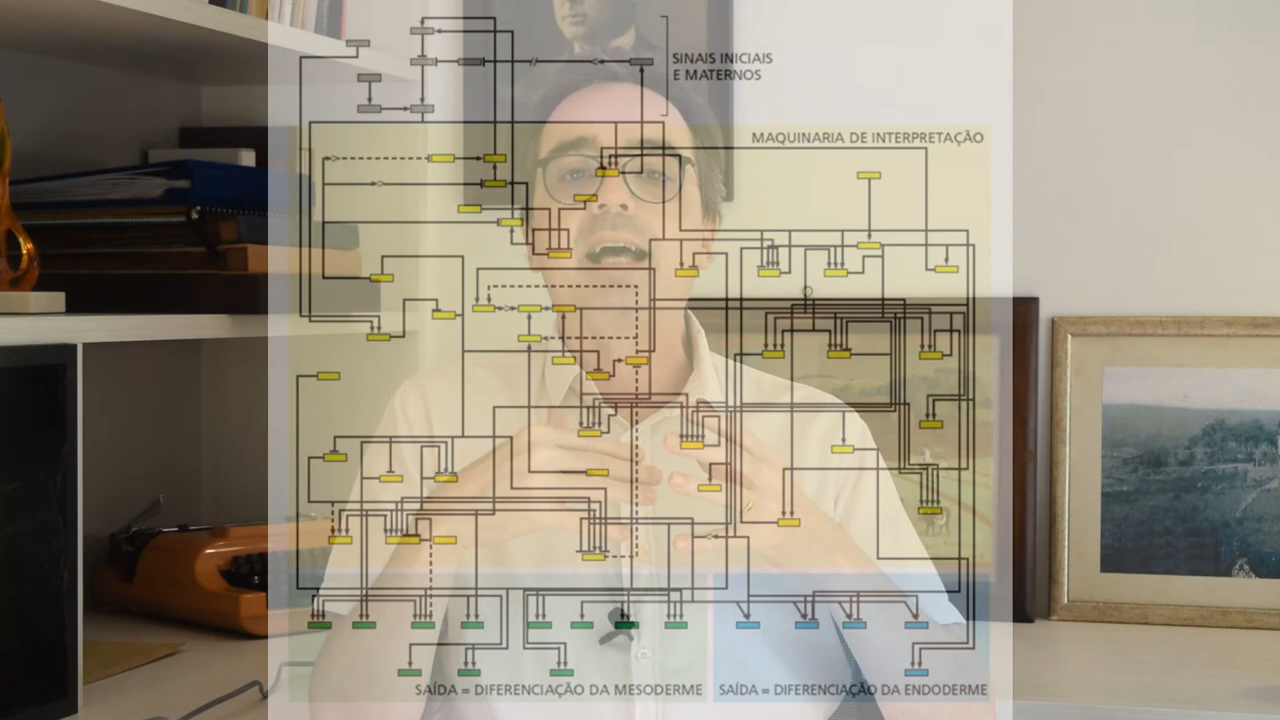 SINAIS INICIAIS
E MATERNOS
MAQUINARIA DE INTERPRETAÇÃO
SAÍDA = DIFERENCIAÇÃO DA MESODERME
SAÍDA = DIFERENCIAÇÃO DA ENDODERME